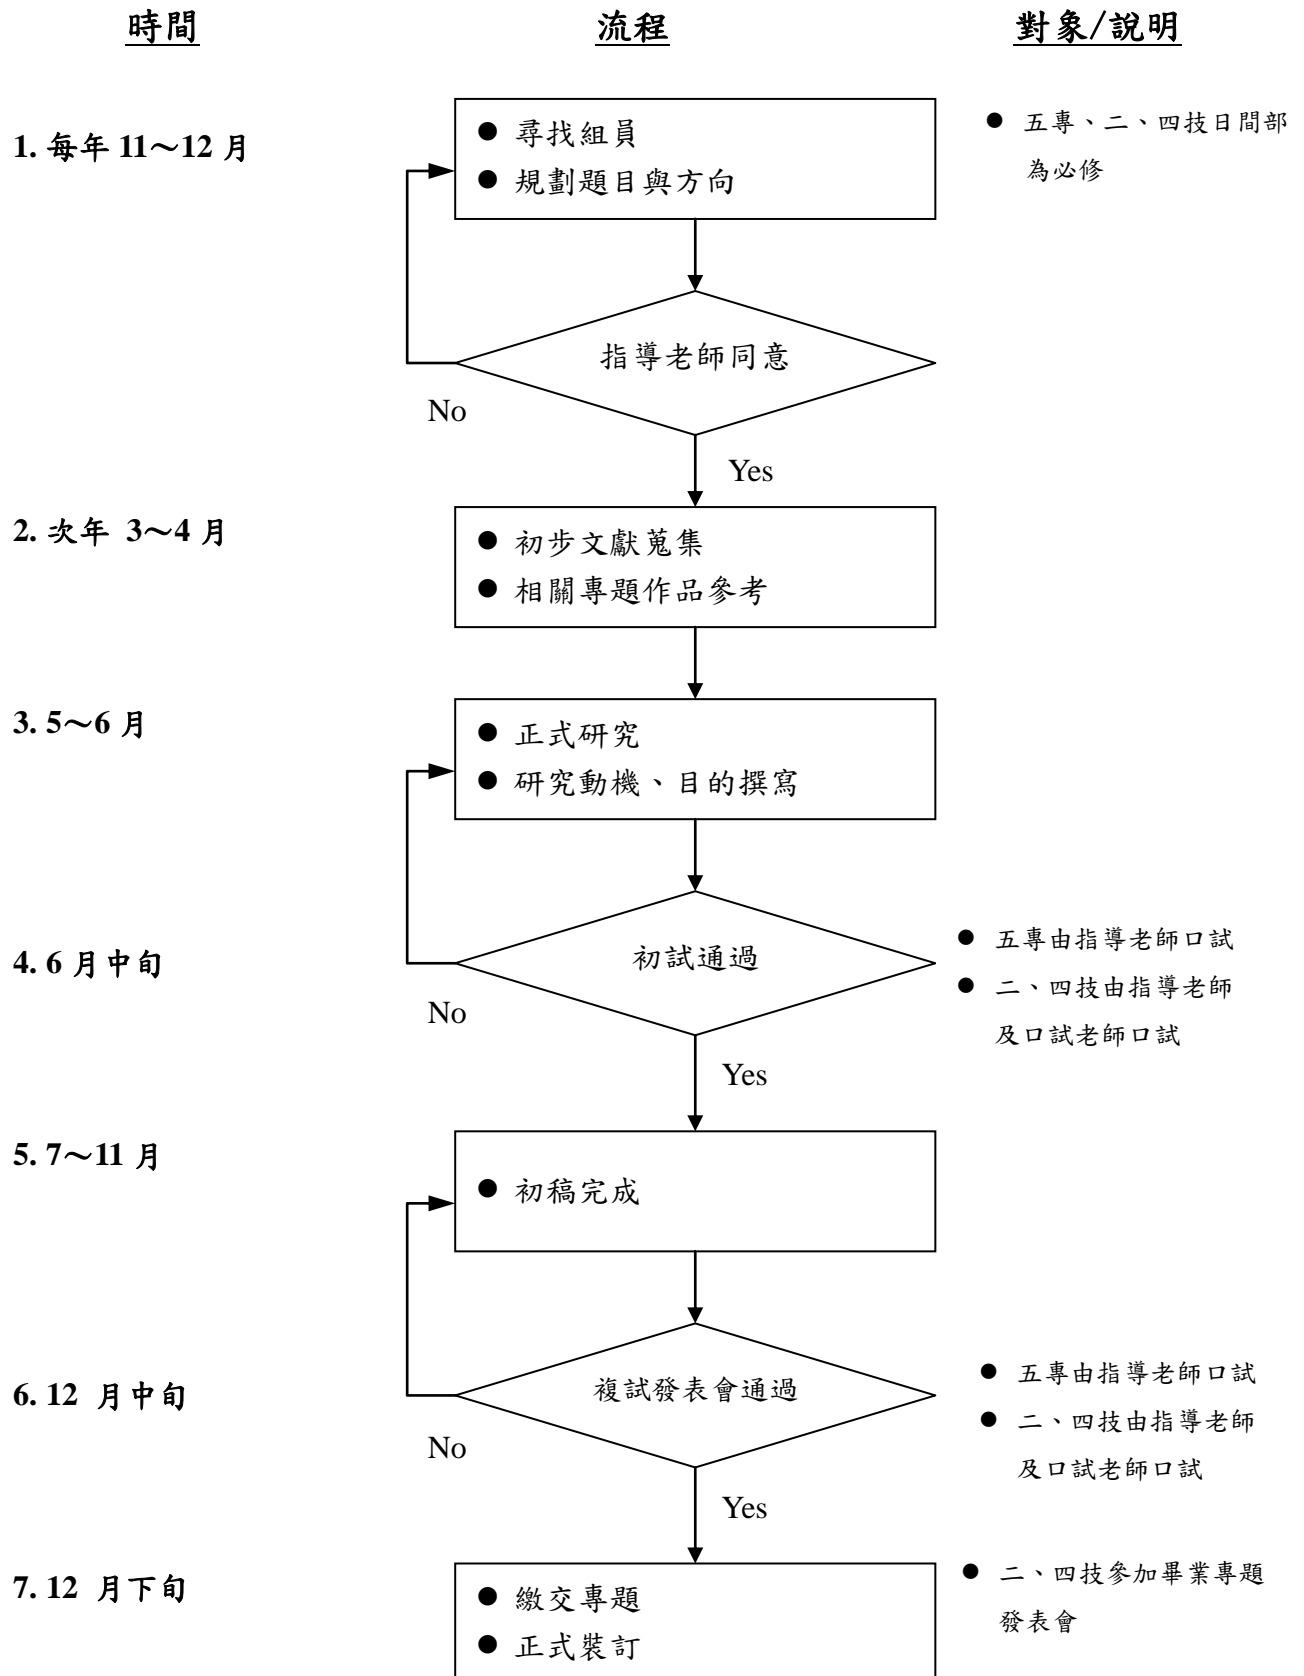 時間 流程 對象/說明
1. 每年 11～12 月
● 尋找組員
● 規劃題目與方向
● 五專、二、四技日間部
為必修
指導老師同意
No
Yes
2. 次年 3～4 月
● 初步文獻蒐集
● 相關專題作品參考
3. 5～6 月
● 正式研究
● 研究動機、目的撰寫
4. 6 月中旬
初試通過
● 五專由指導老師口試
● 二、四技由指導老師
及口試老師口試
No
Yes
5. 7～11 月
● 初稿完成
6. 12 月中旬
複試發表會通過
● 五專由指導老師口試
● 二、四技由指導老師
及口試老師口試
No
Yes
7. 12 月下旬
● 繳交專題
● 正式裝訂
● 二、四技參加畢業專題
發表會